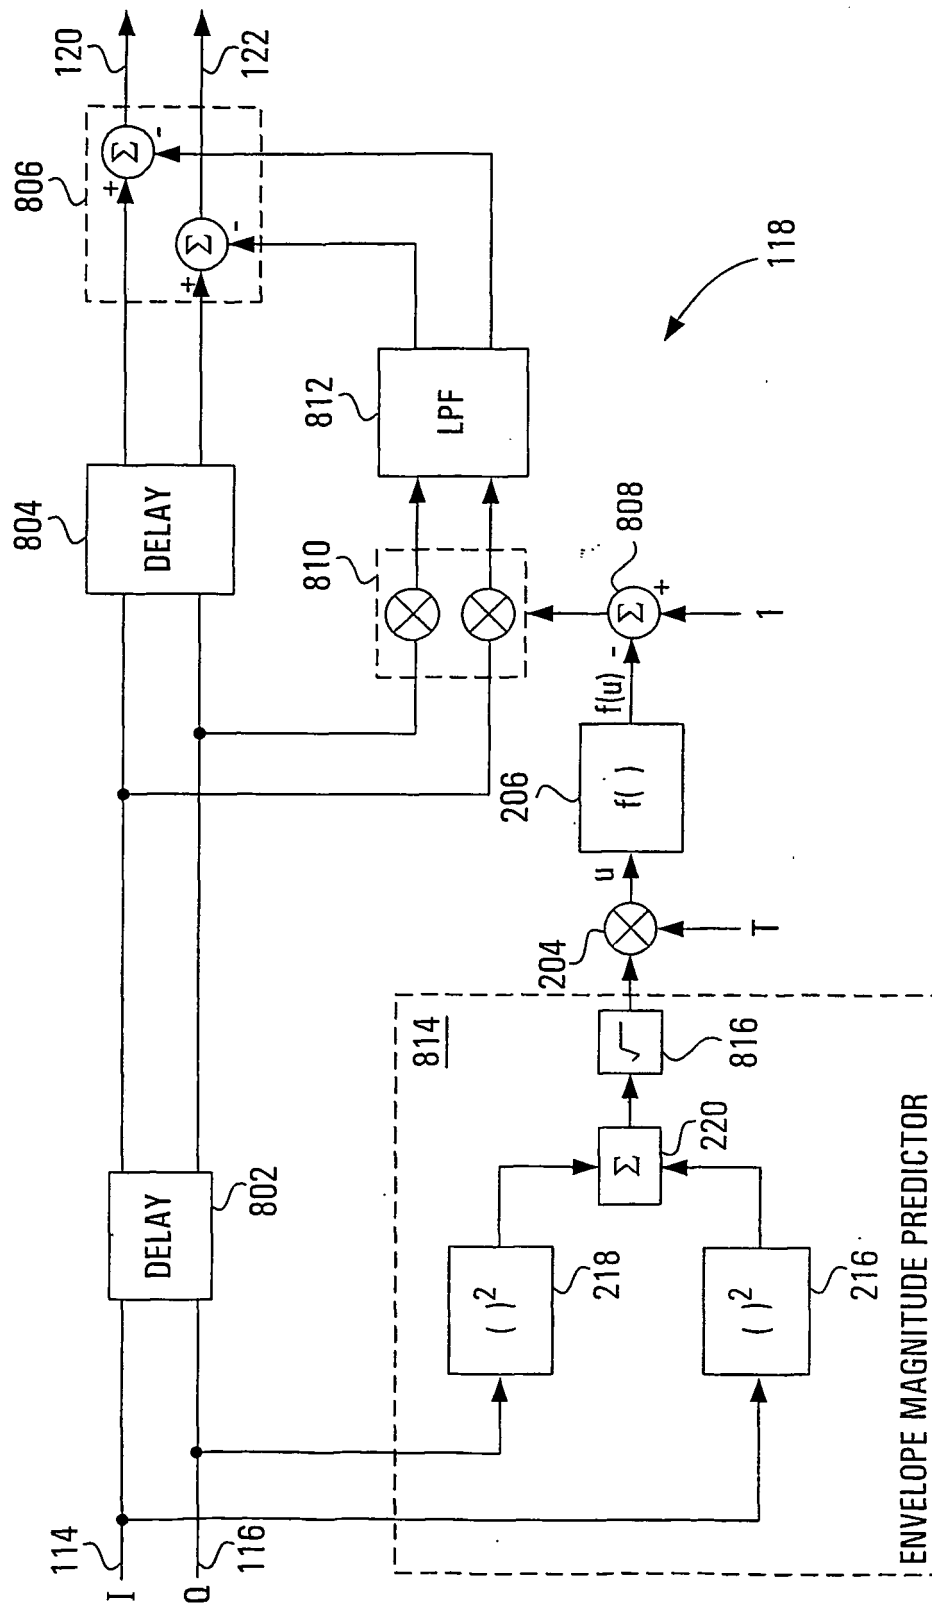 I
114
Q
116
DELAY
802
DELAY
804
806
+
Σ
-
120
+
Σ
-
122
ENVELOPE MAGNITUDE PREDICTOR
814
( )²
218
( )²
216
Σ
220
√
816
204
T
u
206
f( )
f(u)
-
Σ
+
808
1
810
812
LPF
118